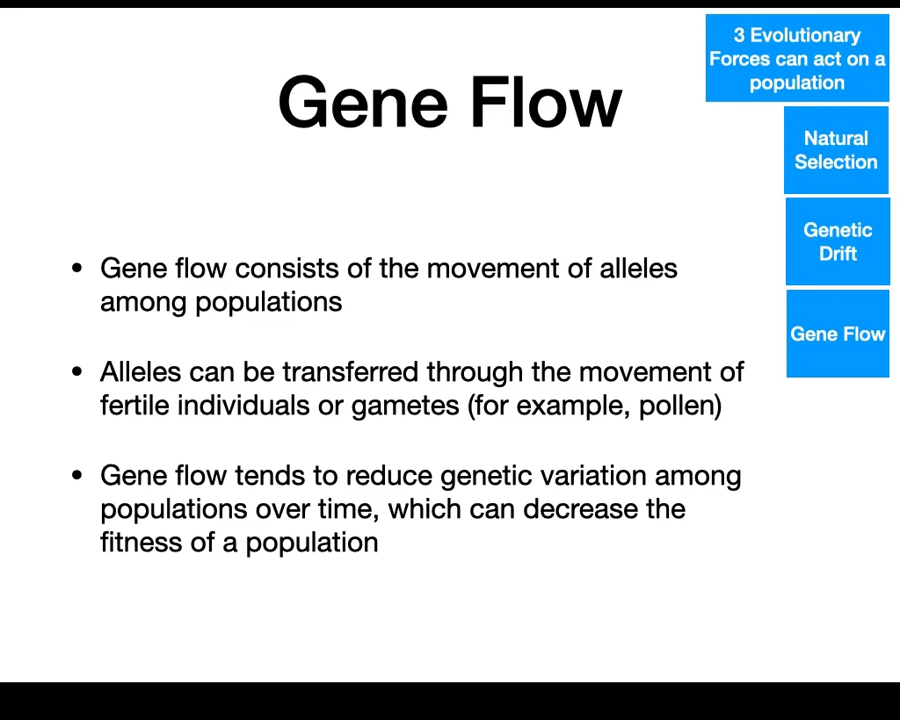 3 Evolutionary
Forces can act on a
population
Gene Flow
Natural
Selection
Genetic
Drift
Gene Flow
• Gene flow consists of the movement of alleles
among populations
• Alleles can be transferred through the movement of
fertile individuals or gametes (for example, pollen)
• Gene flow tends to reduce genetic variation among
populations over time, which can decrease the
fitness of a population